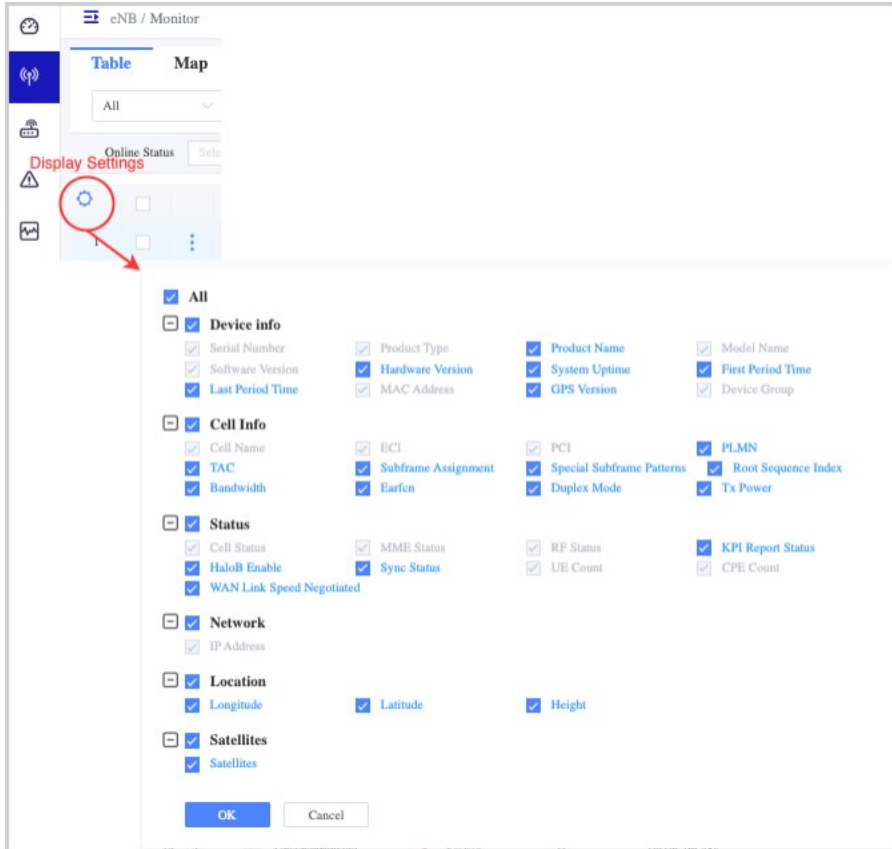 eNB / Monitor
Table Map
All
Online Status Sele
Display Settings
1
All
Device info
Serial Number Product Type Product Name Model Name
Software Version Hardware Version System Uptime First Period Time
Last Period Time MAC Address GPS Version Device Group
Cell Info
Cell Name ECI PCI PLMN
TAC Subframe Assignment Special Subframe Patterns Root Sequence Index
Bandwidth Earfcn Duplex Mode Tx Power
Status
Cell Status MME Status RF Status KPI Report Status
HaloB Enable Sync Status UE Count CPE Count
WAN Link Speed Negotiated
Network
IP Address
Location
Longitude Latitude Height
Satellites
Satellites
OK Cancel